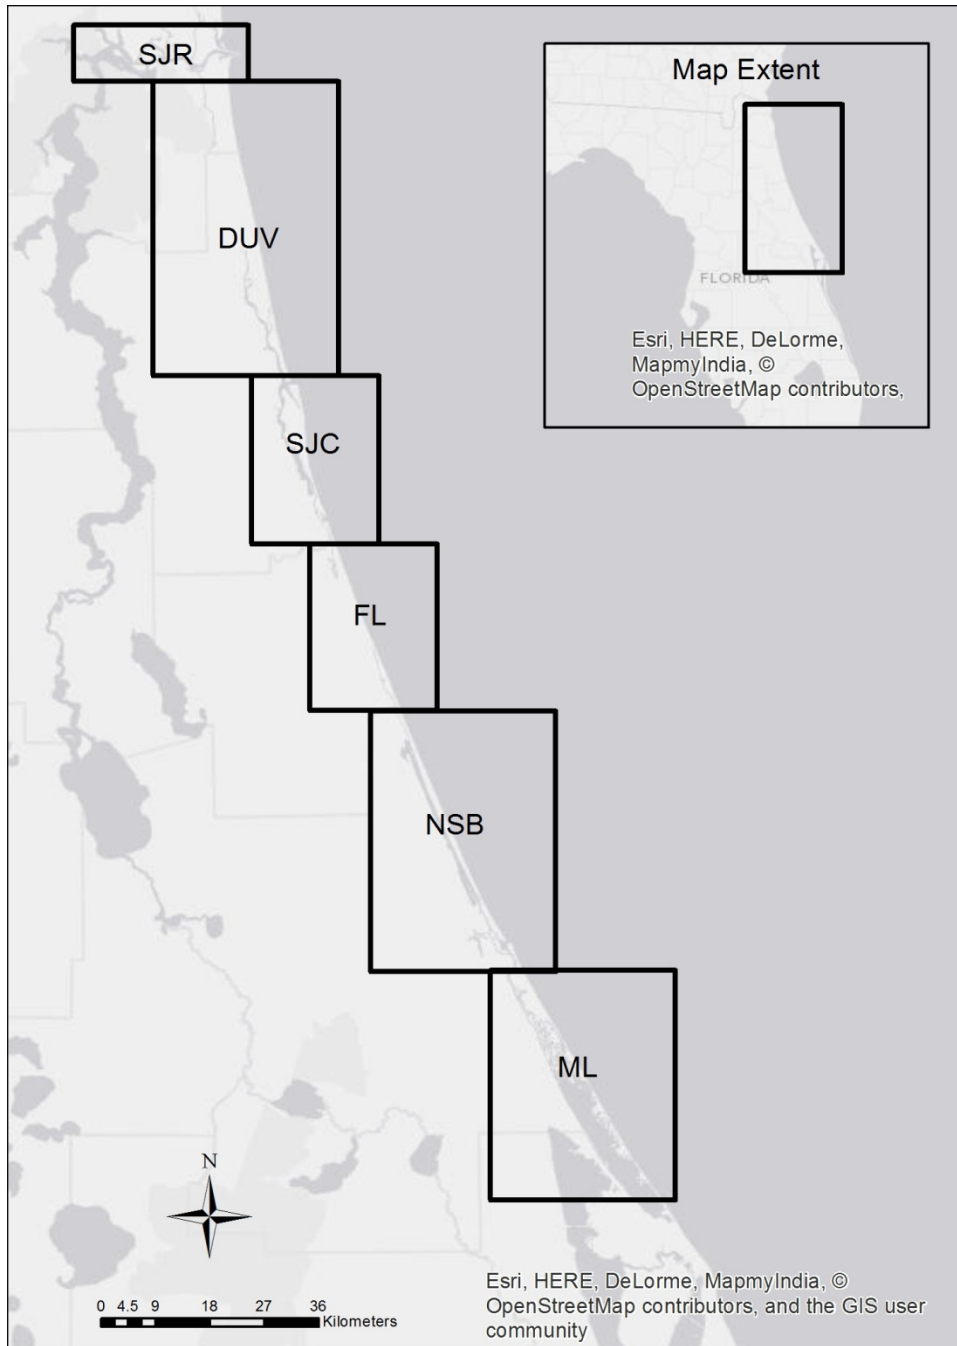 SJR
Map Extent
DUV
FLORIDA
Esri, HERE, DeLorme,
MapmyIndia, ©
OpenStreetMap contributors,
SJC
FL
NSB
ML
N
0 4.5 9 18 27 36
Kilometers
Esri, HERE, DeLorme, MapmyIndia, ©
OpenStreetMap contributors, and the GIS user
community